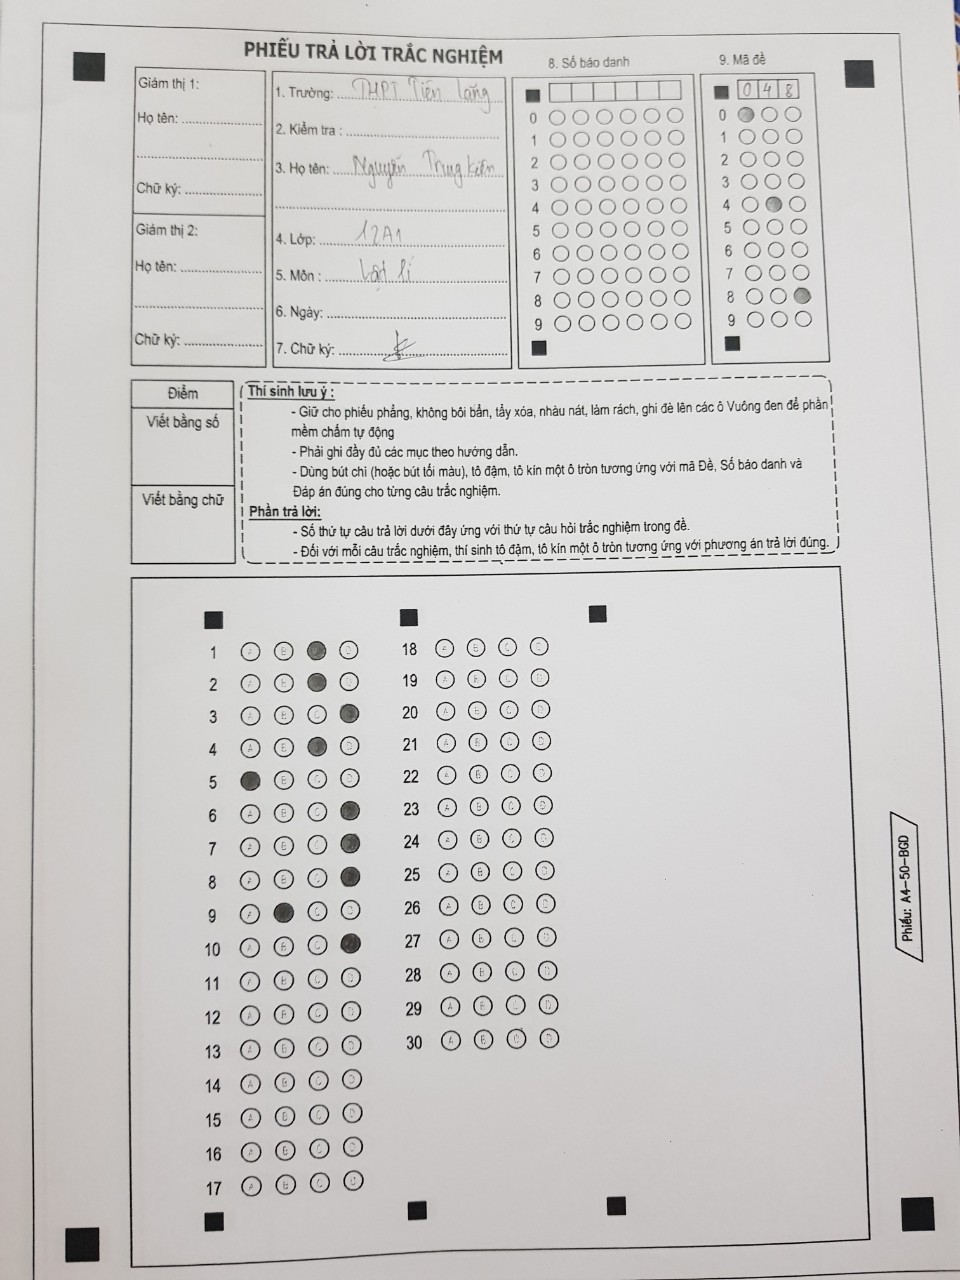 PHIẾU TRẢ LỜI TRẮC NGHIỆM
Giám thị 1:
Họ tên:
Chữ ký:
Giám thị 2:
Họ tên:
Chữ ký:
1. Trường: THPT Tiên Lãng
2. Kiểm tra :
3. Họ tên: Nguyễn Trung Kiên
4. Lớp: 12A1
5. Môn : Vật lí
6. Ngày:
7. Chữ ký:
8. Số báo danh
0
1
2
3
4
5
6
7
8
9
9. Mã đề
0 4 8
0
1
2
3
4
5
6
7
8
9
Điểm
Viết bằng số
Viết bằng chữ
Thí sinh lưu ý :
- Giữ cho phiếu phẳng, không bôi bẩn, tẩy xóa, nhàu nát, làm rách, ghi đè lên các ô Vuông đen để phần
mềm chấm tự động
- Phải ghi đầy đủ các mục theo hướng dẫn.
- Dùng bút chì (hoặc bút tối màu), tô đậm, tô kín một ô tròn tương ứng với mã Đề, Số báo danh và
Đáp án đúng cho từng câu trắc nghiệm.
Phần trả lời:
- Số thứ tự câu trả lời dưới đây ứng với thứ tự câu hỏi trắc nghiệm trong đề.
- Đối với mỗi câu trắc nghiệm, thí sinh tô đậm, tô kín một ô tròn tương ứng với phương án trả lời đúng.
1 A B D
2 A B D
3 A B C
4 A B D
5 B C D
6 A B C
7 A B C
8 A B C
9 A C D
10 A B C
11 A B C D
12 A B C D
13 A B C D
14 A B C D
15 A B C D
16 A B C D
17 A B C D
18 A B C D
19 A B C D
20 A B C D
21 A B C D
22 A B C D
23 A B C D
24 A B C D
25 A B C D
26 A B C D
27 A B C D
28 A B C D
29 A B C D
30 A B C D
Phiếu: A4-50-BGD